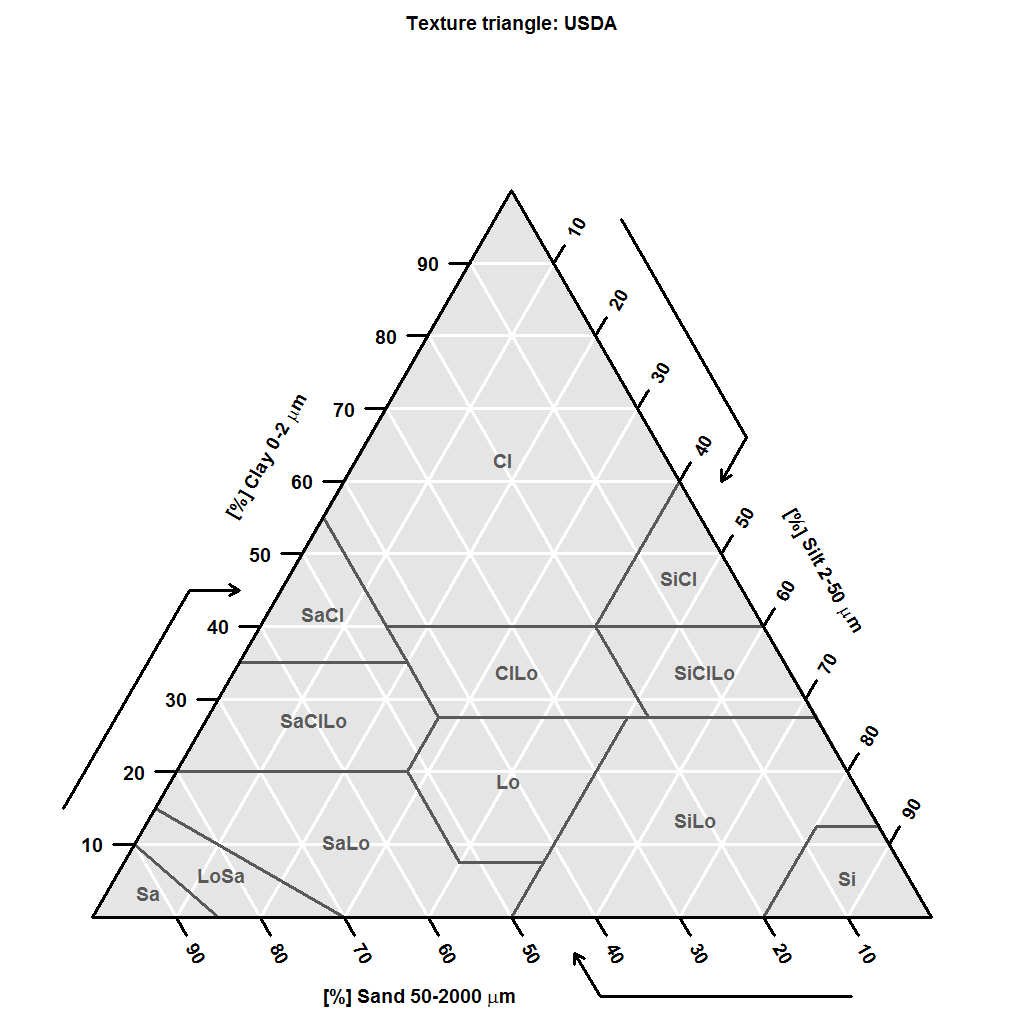 Texture triangle: USDA
10
90
20
80
30
70
[%] Clay 0-2 μm
40
Cl
60
50
[%] Silt 2-50 μm
50
SiCl
60
SaCl
40
ClLo
SiClLo
70
30
SaClLo
80
20
Lo
90
SiLo
10
SaLo
LoSa
Sa
Si
90
80
70
60
50
40
30
20
10
[%] Sand 50-2000 μm